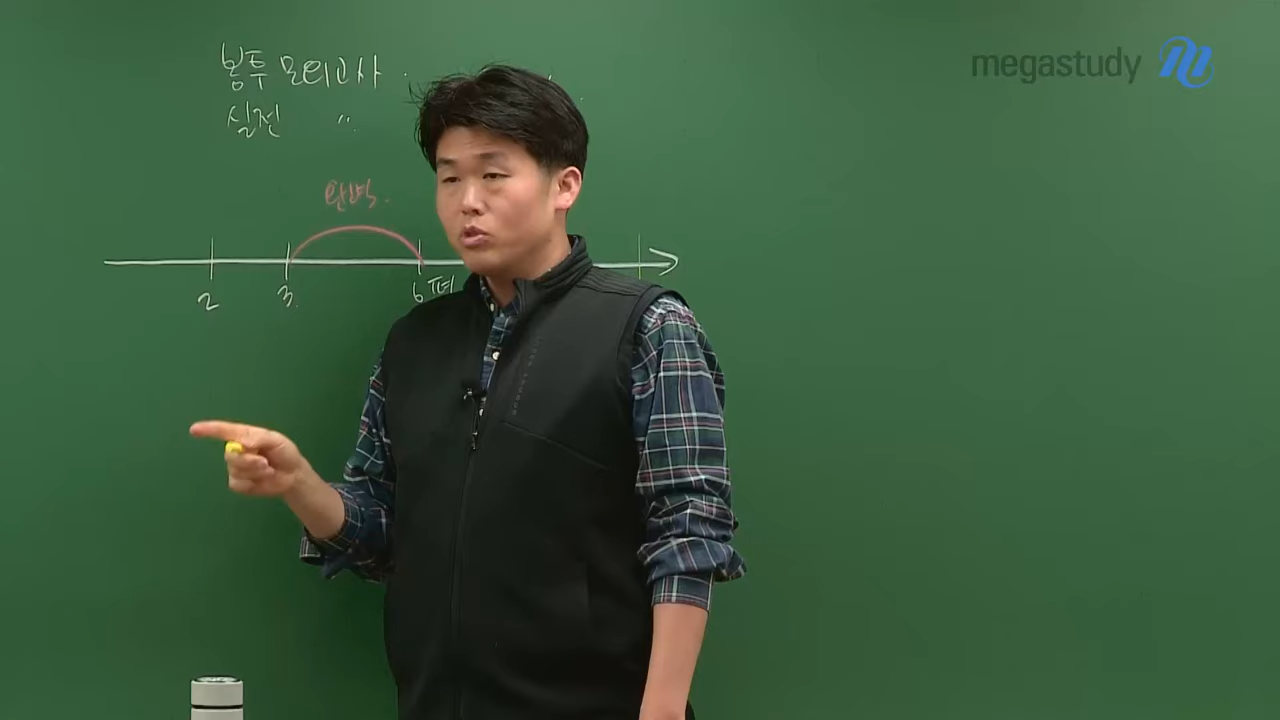 megastudy
봉투 모의고사
실전 〃
완벽.
2 3 6평